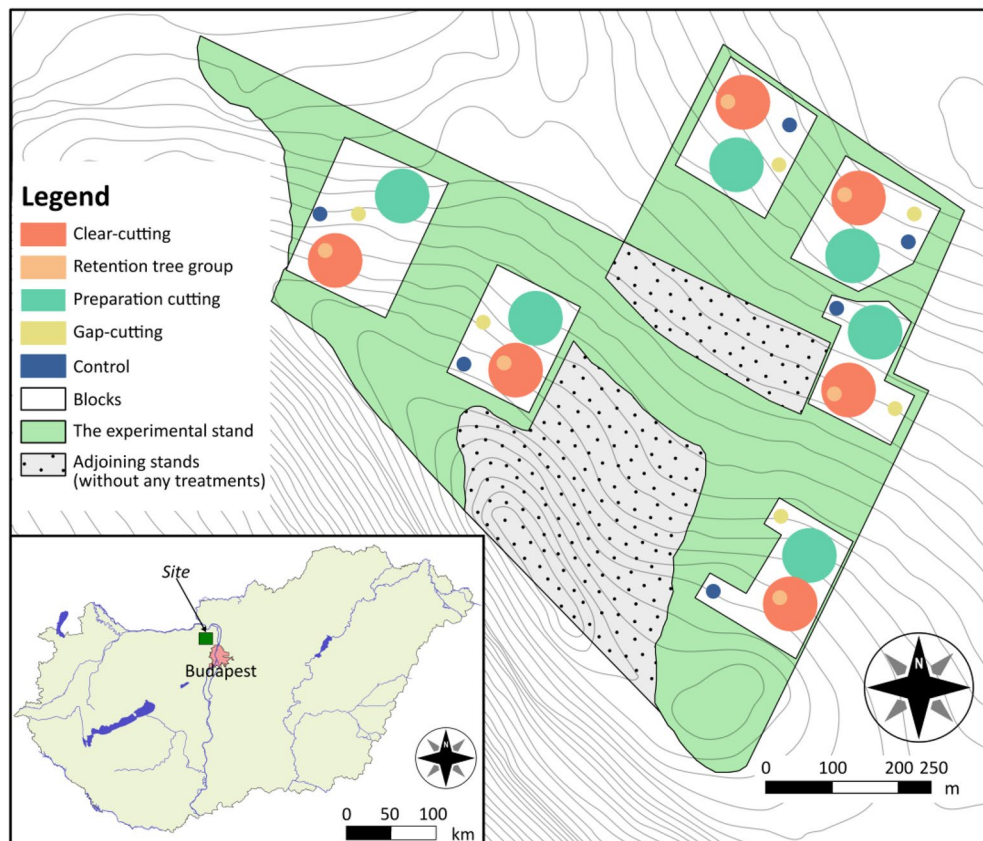 Legend
Clear-cutting
Retention tree group
Preparation cutting
Gap-cutting
Control
Blocks
The experimental stand
Adjoining stands
(without any treatments)
Site
Budapest
N
0 50 100
km
N
0 100 200 250
m